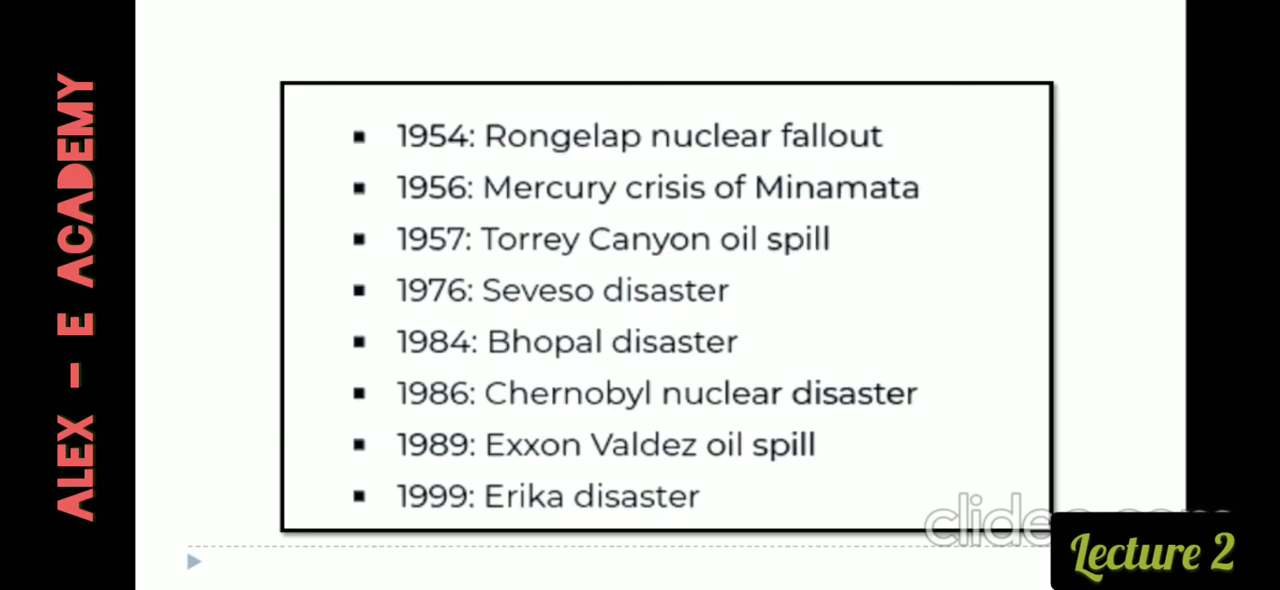 ALEX - E ACADEMY
1954: Rongelap nuclear fallout
1956: Mercury crisis of Minamata
1957: Torrey Canyon oil spill
1976: Seveso disaster
1984: Bhopal disaster
1986: Chernobyl nuclear disaster
1989: Exxon Valdez oil spill
1999: Erika disaster
Lecture 2